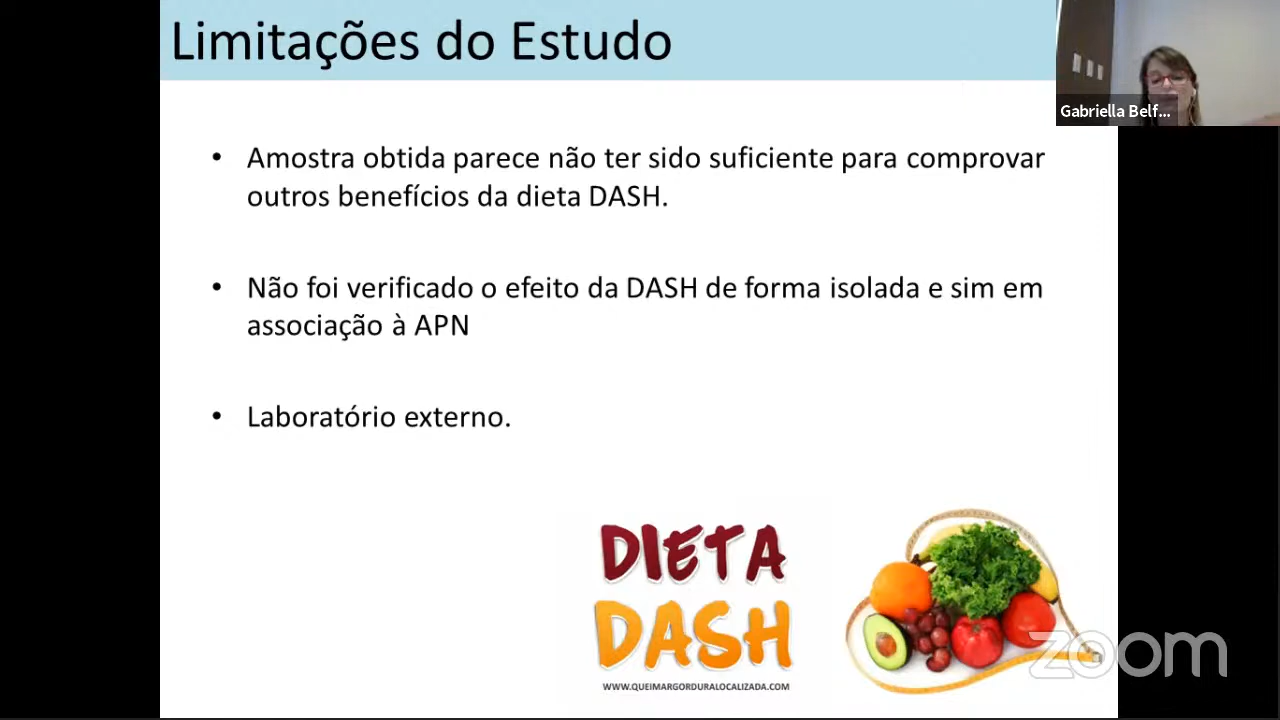 Limitações do Estudo
Gabriella Belf...
• Amostra obtida parece não ter sido suficiente para comprovar
outros benefícios da dieta DASH.
• Não foi verificado o efeito da DASH de forma isolada e sim em
associação à APN
• Laboratório externo.
DIETA
DASH
WWW.QUEIMARGORDURALOCALIZADA.COM
zoom